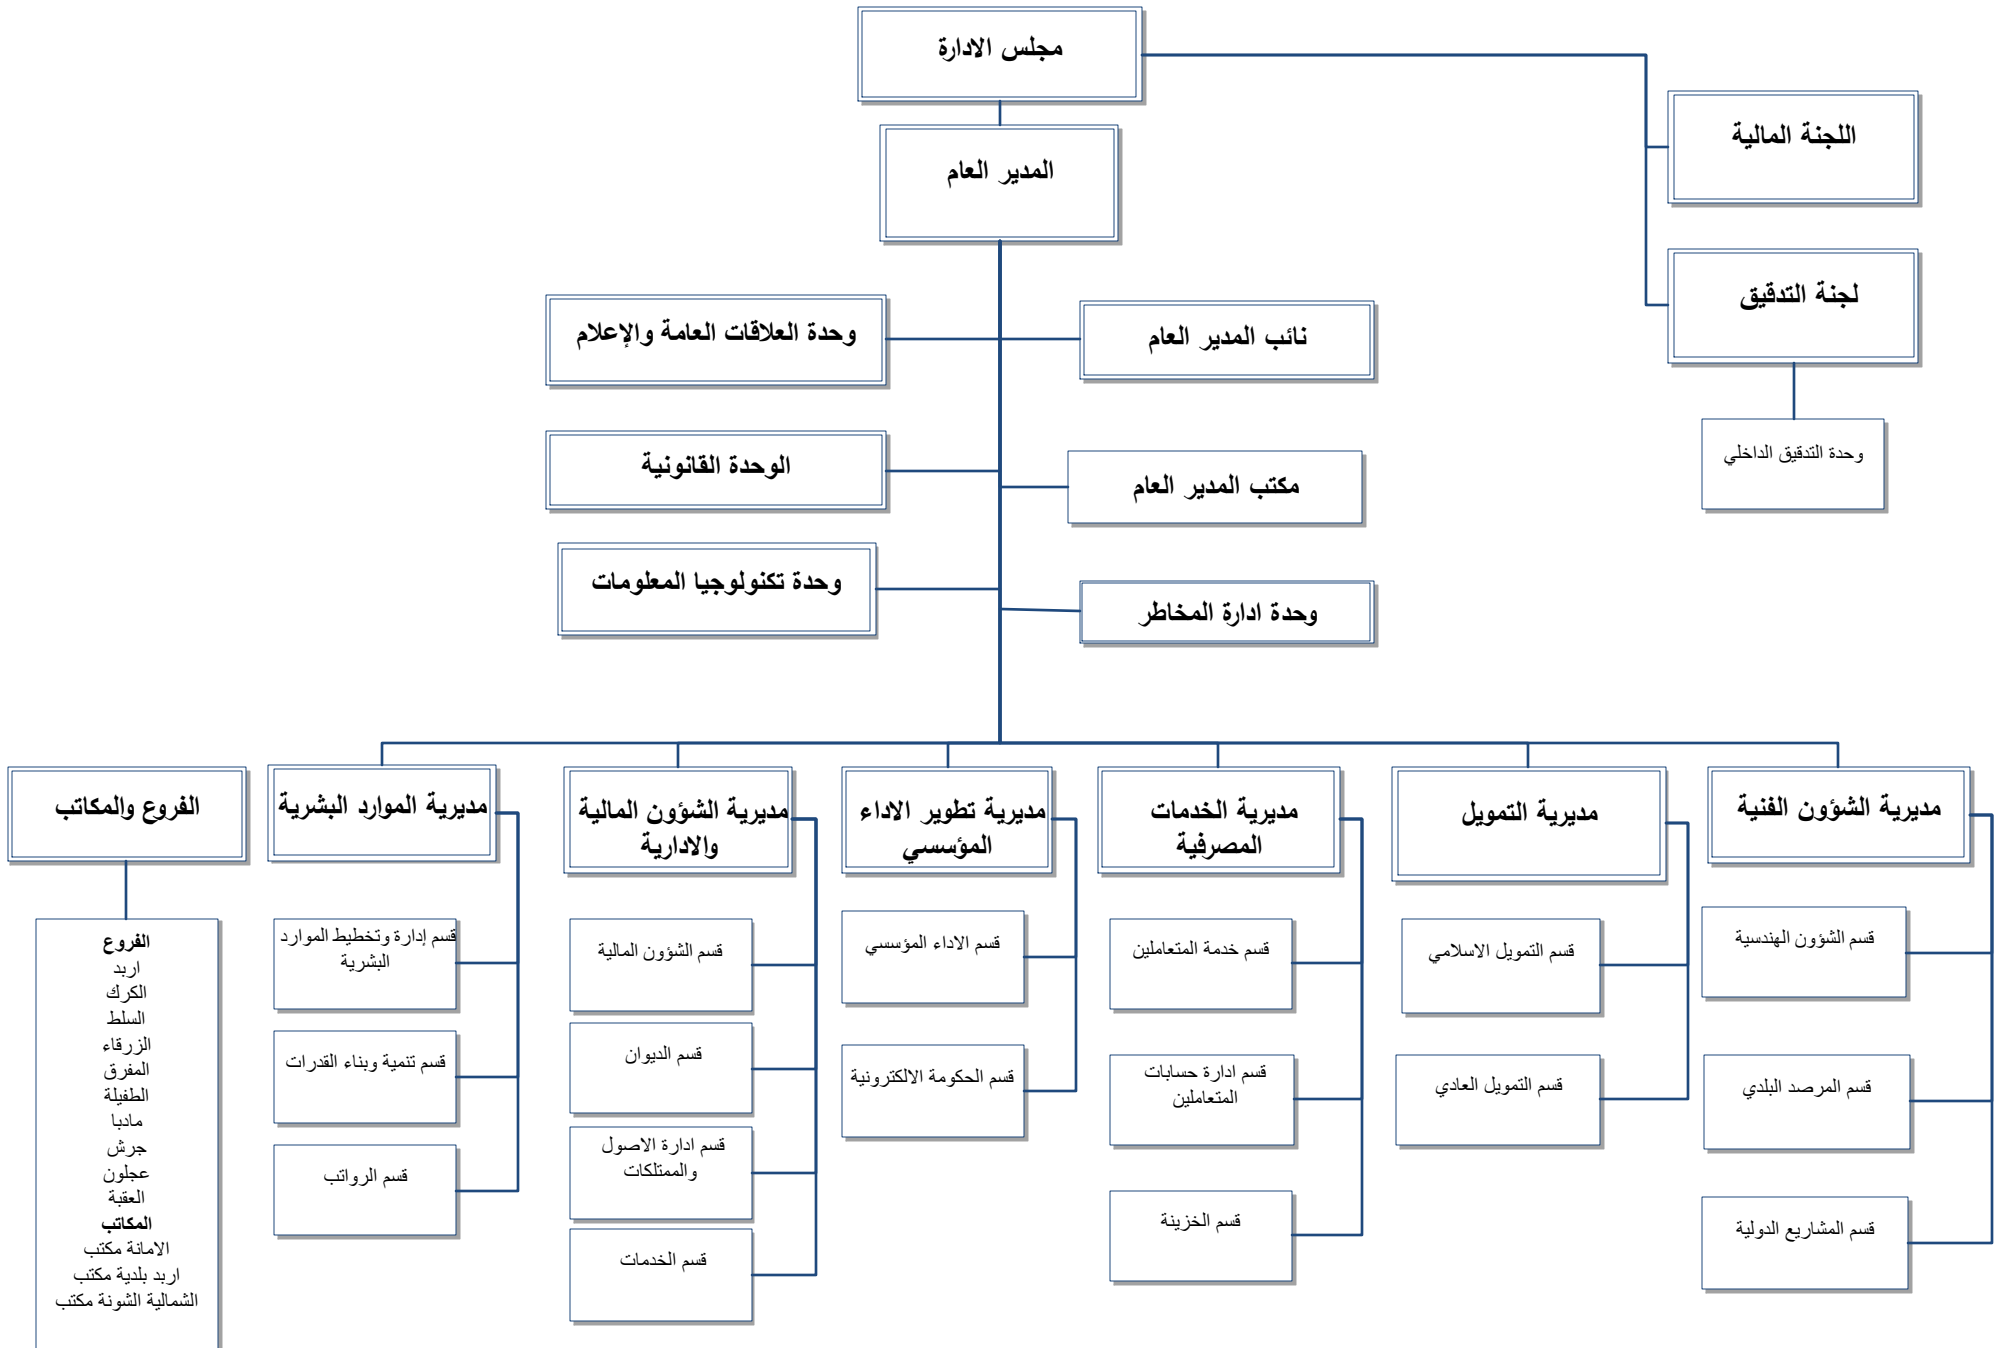 مجلس الادارة
المدير العام
اللجنة المالية
لجنة التدقيق
وحدة التدقيق الداخلي
نائب المدير العام
وحدة العلاقات العامة والإعلام
مكتب المدير العام
الوحدة القانونية
وحدة ادارة المخاطر
وحدة تكنولوجيا المعلومات
مديرية الشؤون الفنية
قسم الشؤون الهندسية
قسم المرصد البلدي
قسم المشاريع الدولية
مديرية التمويل
قسم التمويل الاسلامي
قسم التمويل العادي
مديرية الخدمات
المصرفية
قسم خدمة المتعاملين
قسم ادارة حسابات
المتعاملين
قسم الخزينة
مديرية تطوير الاداء
المؤسسي
قسم الاداء المؤسسي
قسم الحكومة الالكترونية
مديرية الشؤون المالية
والادارية
قسم الشؤون المالية
قسم الديوان
قسم ادارة الاصول
والممتلكات
قسم الخدمات
مديرية الموارد البشرية
قسم إدارة وتخطيط الموارد
البشرية
قسم تنمية وبناء القدرات
قسم الرواتب
الفروع والمكاتب
الفروع
اربد
الكرك
السلط
الزرقاء
المفرق
الطفيلة
مادبا
جرش
عجلون
العقبة
المكاتب
الامانة مكتب
اربد بلدية مكتب
الشمالية الشونة مكتب